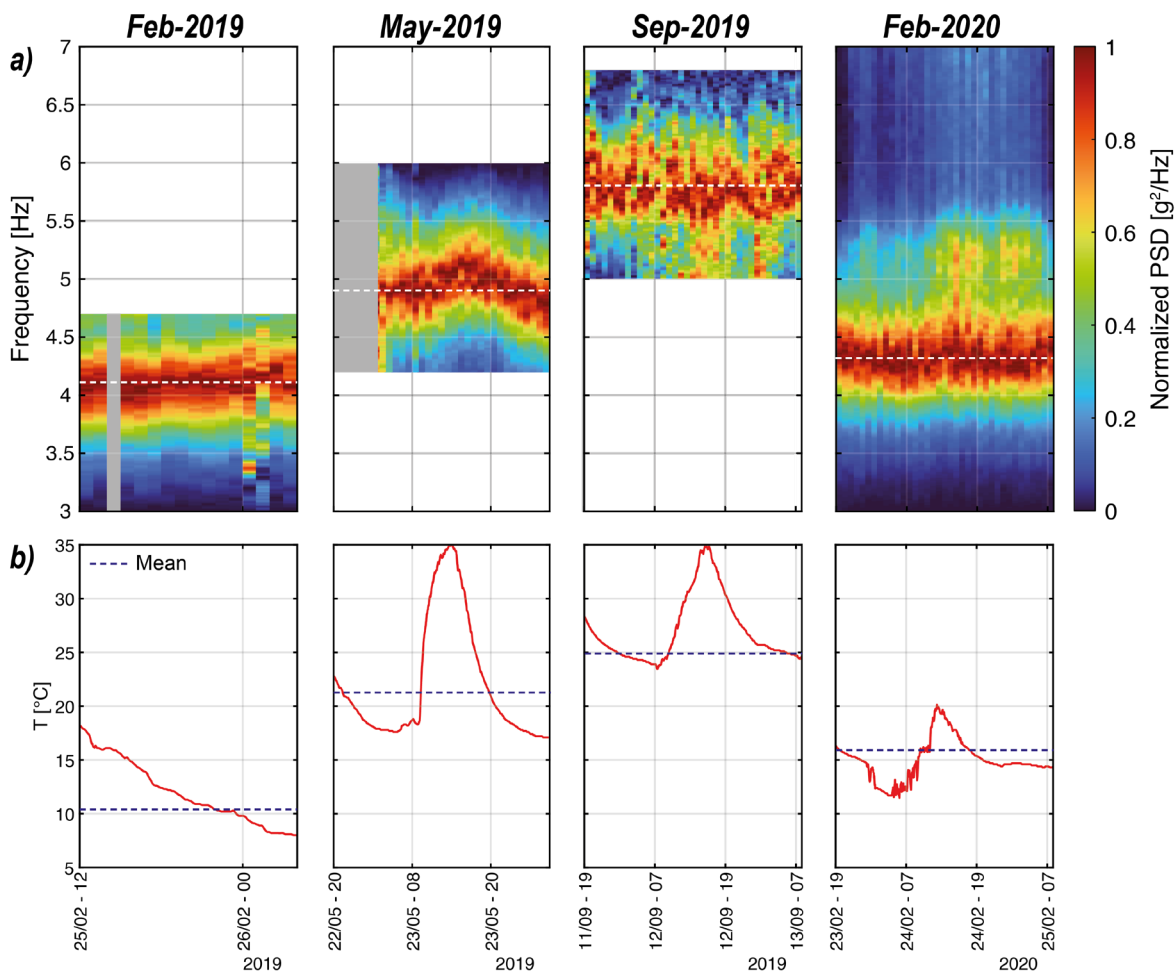 Feb-2019 May-2019 Sep-2019 Feb-2020
a)
Frequency [Hz]
7
6.5
6
5.5
5
4.5
4
3.5
3
1
0.8
0.6
0.4
0.2
0
Normalized PSD [g²/Hz]
b)
T [°C]
35
30
25
20
15
10
5
Mean
25/02 - 12
26/02 - 00
2019
22/05 - 20
23/05 - 08
23/05 - 20
11/09 - 19
12/09 - 07
12/09 - 19
13/09 - 07
2019
23/02 - 19
24/02 - 07
24/02 - 19
25/02 - 07
2020